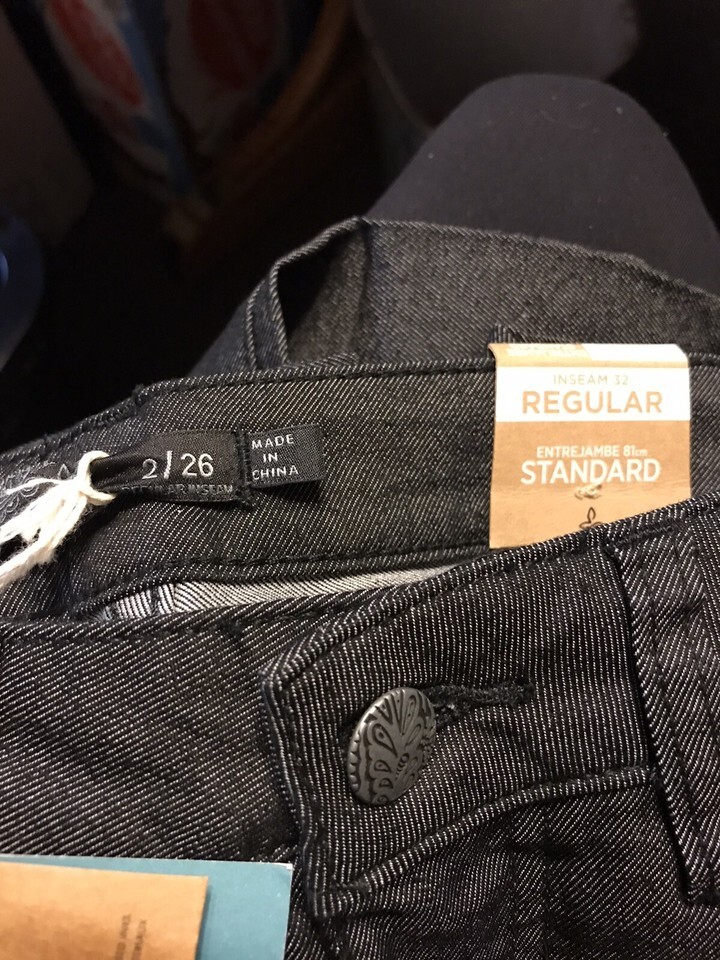 2/26
MADE
IN
CHINA
INSEAM 32
REGULAR
ENTREJAMBE 81cm
STANDARD